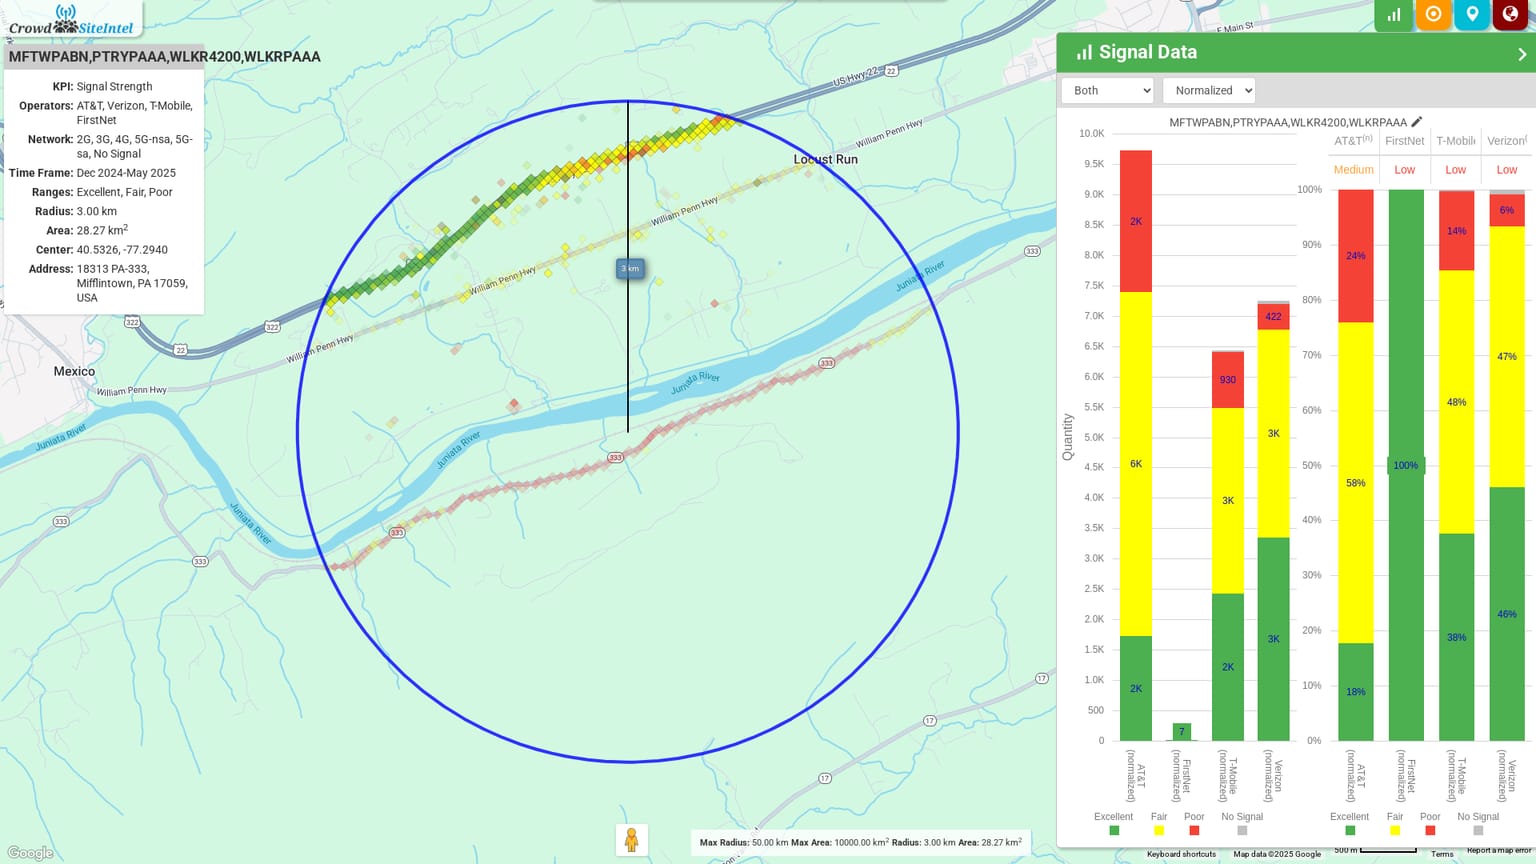 Crowd SiteIntel
MFTWPABN,PTRYPAAA,WLKR4200,WLKRPAAA
KPI: Signal Strength
Operators: AT&T, Verizon, T-Mobile,
FirstNet
Network: 2G, 3G, 4G, 5G-nsa, 5G-
sa, No Signal
Time Frame: Dec 2024-May 2025
Ranges: Excellent, Fair, Poor
Radius: 3.00 km
Area: 28.27 km2
Center: 40.5326, -77.2940
Address: 18313 PA-333,
Mifflintown, PA 17059,
USA
US Hwy 22
22
E Main St
William Penn Hwy
Locust Run
William Penn Hwy
William Penn Hwy
3 km
333
Juniata River
322
322
22
William Penn Hwy
Mexico
William Penn Hwy
333
Juniata River
Juniata River
Juniata River
333
Juniata River
333
333
333
17
17
17
Google
Max Radius: 50.00 km Max Area: 10000.00 km2 Radius: 3.00 km Area: 28.27 km2
Signal Data
Both
Normalized
MFTWPABN,PTRYPAAA,WLKR4200,WLKRPAAA
10.0K
9.5K
9.0K
8.5K
8.0K
7.5K
7.0K
6.5K
6.0K
5.5K
5.0K
4.5K
4.0K
3.5K
3.0K
2.5K
2.0K
1.5K
1.0K
500
0
Quantity
2K
6K
2K
7
930
3K
2K
422
3K
3K
AT&T (normalized)
FirstNet (normalized)
T-Mobile (normalized)
Verizon (normalized)
Excellent Fair Poor No Signal
AT&T(n) FirstNet T-Mobile Verizon(
Medium Low Low Low
100%
90%
80%
70%
60%
50%
40%
30%
20%
10%
0%
24%
58%
18%
100%
14%
48%
38%
6%
47%
46%
AT&T (normalized)
FirstNet (normalized)
T-Mobile (normalized)
Verizon (normalized)
Excellent Fair Poor No Signal
Keyboard shortcuts Map data ©2025 Google 500 m Terms Report a map error